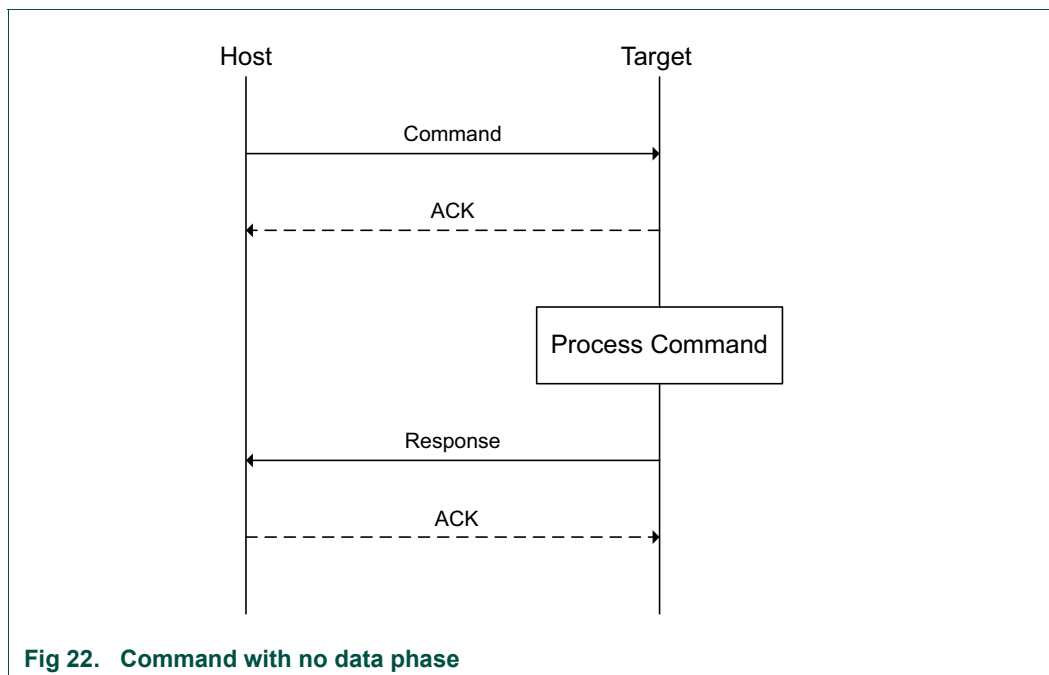 Host Target
Command
ACK
Process Command
Response
ACK
Fig 22. Command with no data phase